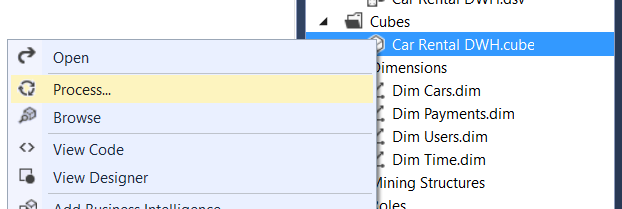 Car Rental DWH.dsv
Cubes
Car Rental DWH.cube
Dimensions
Dim Cars.dim
Dim Payments.dim
Dim Users.dim
Dim Time.dim
Mining Structures
Roles
Open
Process...
Browse
View Code
View Designer
Add Business Intelligence